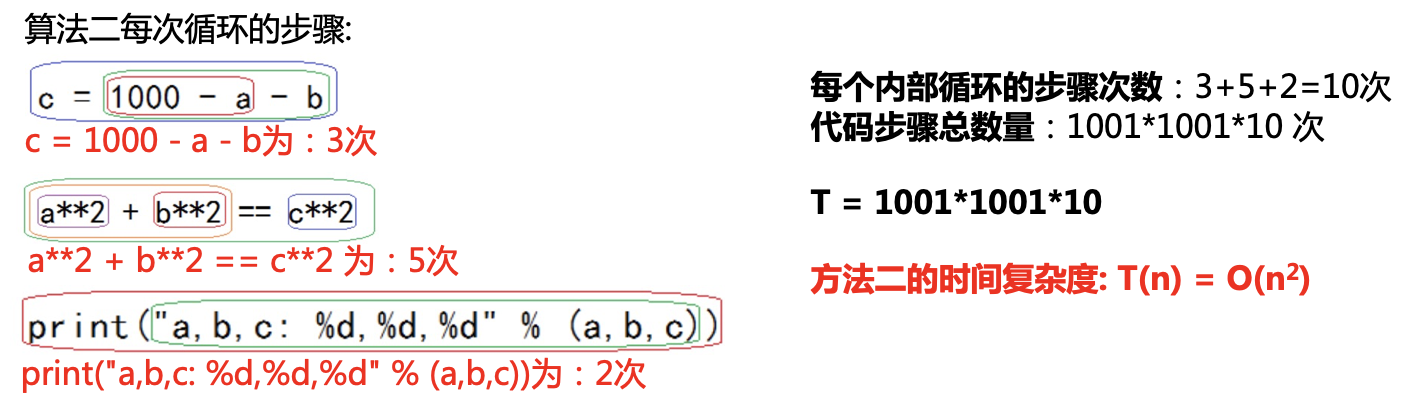 算法二每次循环的步骤:
c = 1000 - a - b
c = 1000 - a - b为：3次
a**2 + b**2 == c**2
a**2 + b**2 == c**2 为：5次
print("a,b,c: %d,%d,%d" % (a,b,c))
print("a,b,c: %d,%d,%d" % (a,b,c))为：2次
每个内部循环的步骤次数：3+5+2=10次
代码步骤总数量：1001*1001*10 次
T = 1001*1001*10
方法二的时间复杂度: T(n) = O(n²)